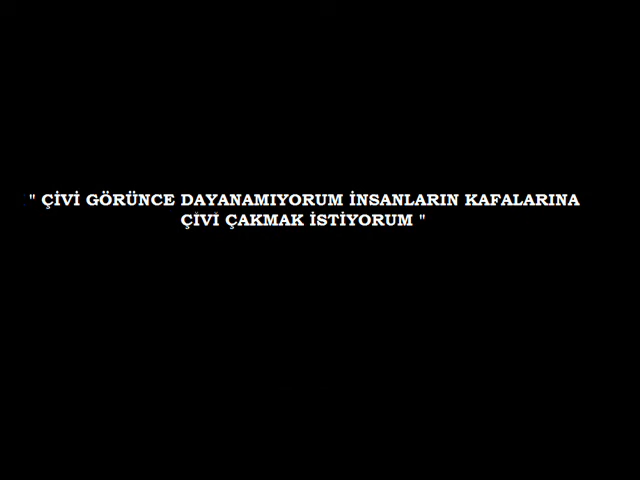 " ÇİVİ GÖRÜNCE DAYANAMIYORUM İNSANLARIN KAFALARINA
ÇİVİ ÇAKMAK İSTİYORUM "